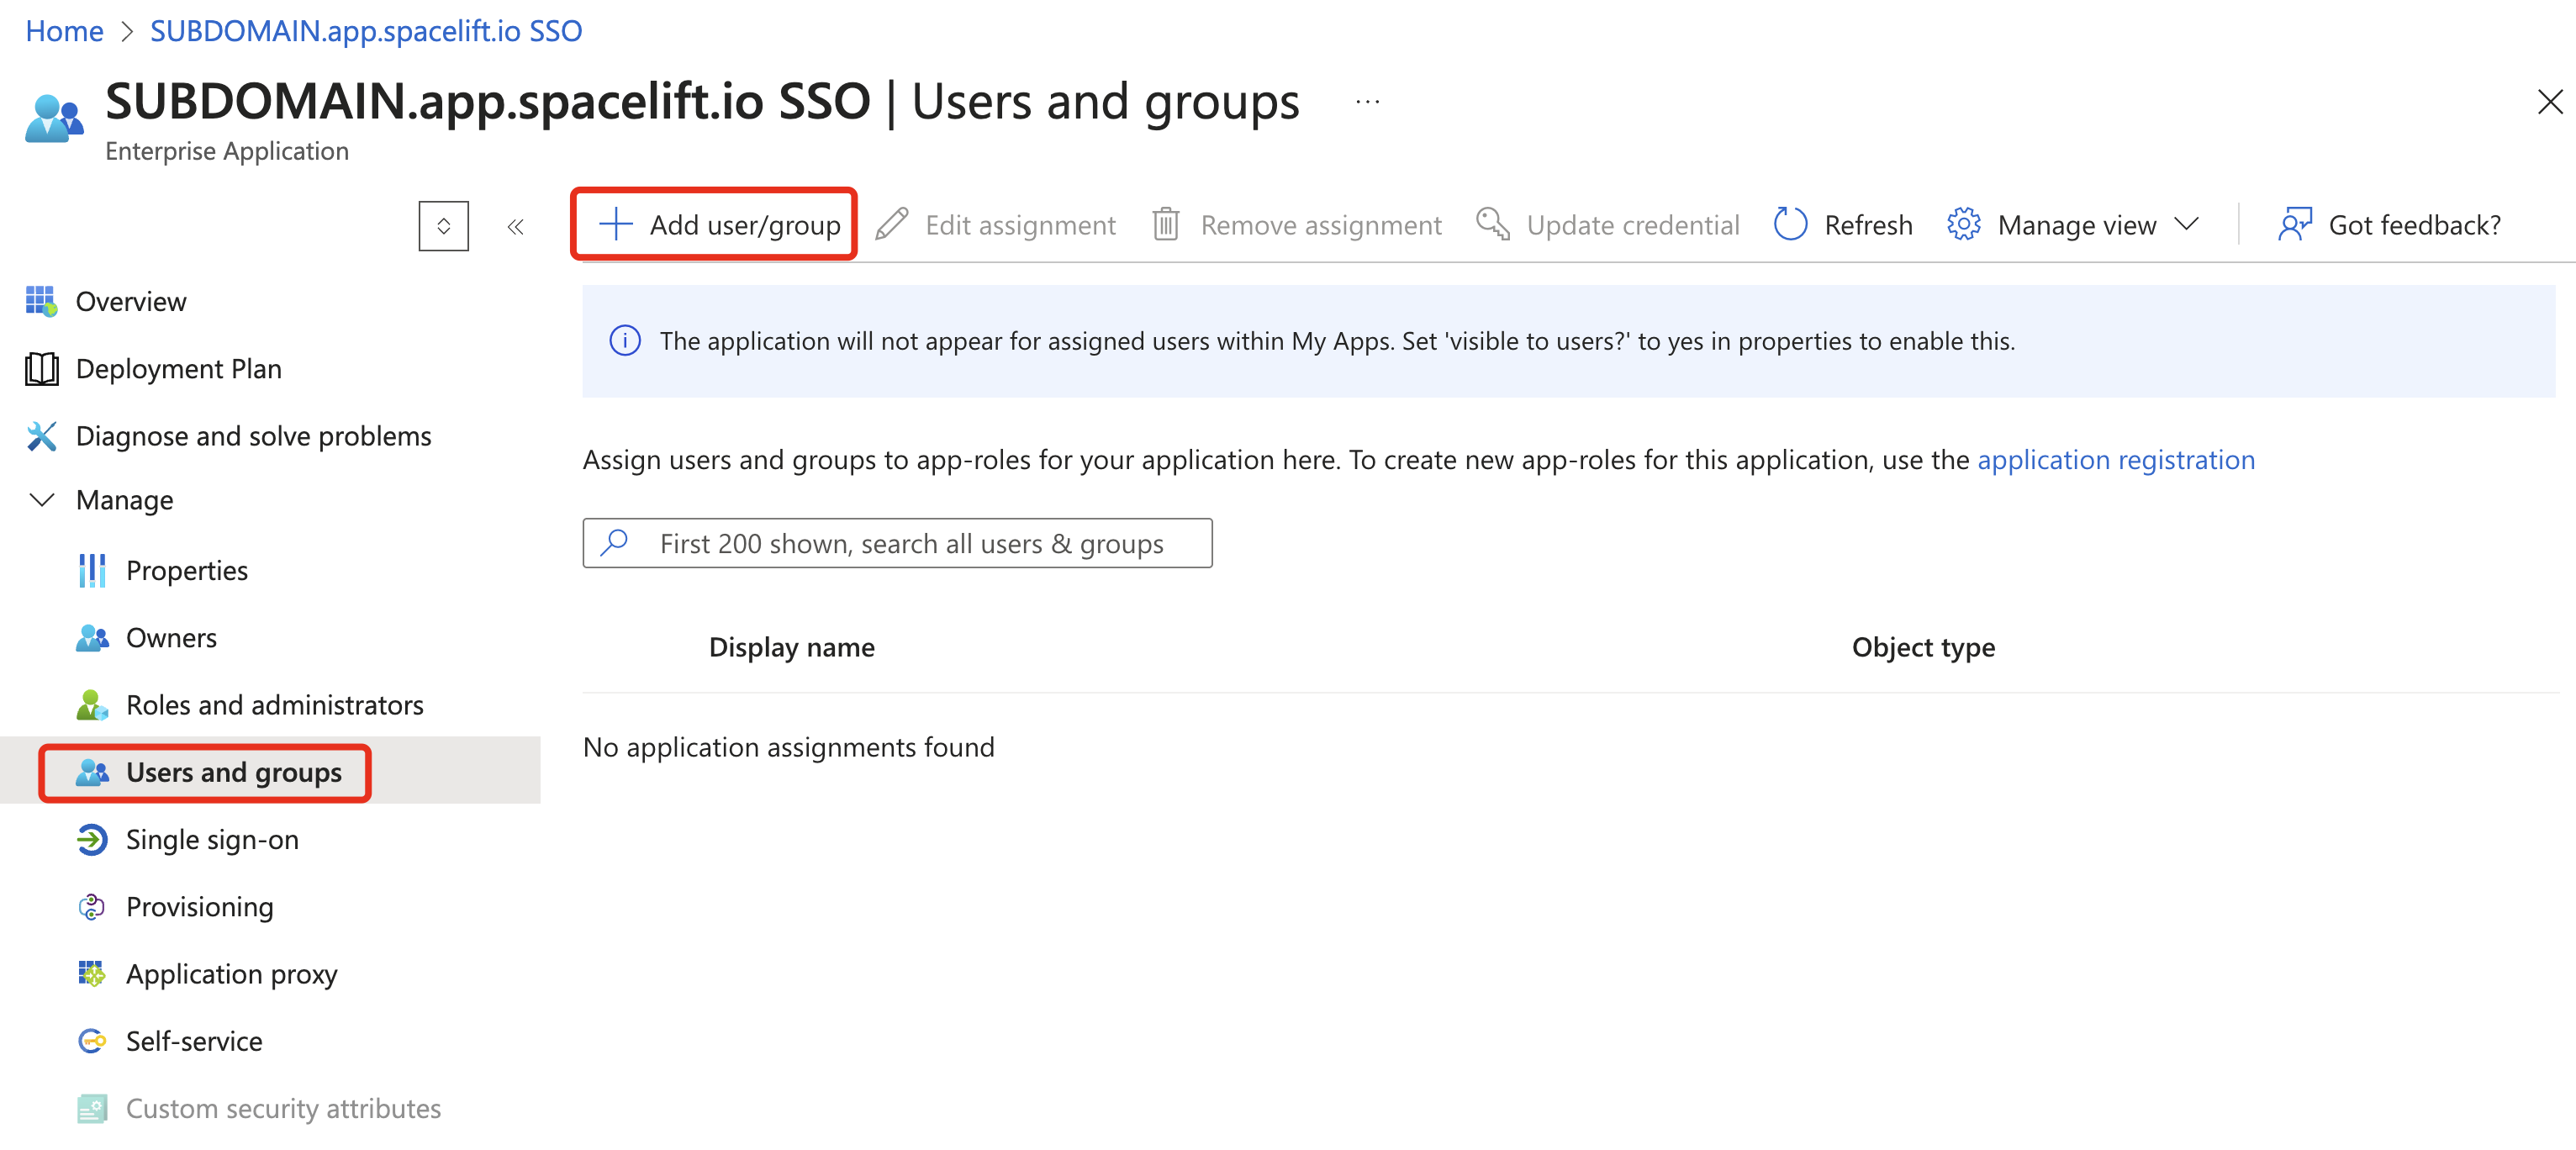 Home > SUBDOMAIN.app.spacelift.io SSO
SUBDOMAIN.app.spacelift.io SSO | Users and groups ...
Enterprise Application
Add user/group Edit assignment Remove assignment Update credential Refresh Manage view Got feedback?
Overview
Deployment Plan
Diagnose and solve problems
Manage
Properties
Owners
Roles and administrators
Users and groups
Single sign-on
Provisioning
Application proxy
Self-service
Custom security attributes
The application will not appear for assigned users within My Apps. Set 'visible to users?' to yes in properties to enable this.
Assign users and groups to app-roles for your application here. To create new app-roles for this application, use the application registration
First 200 shown, search all users & groups
Display name Object type
No application assignments found